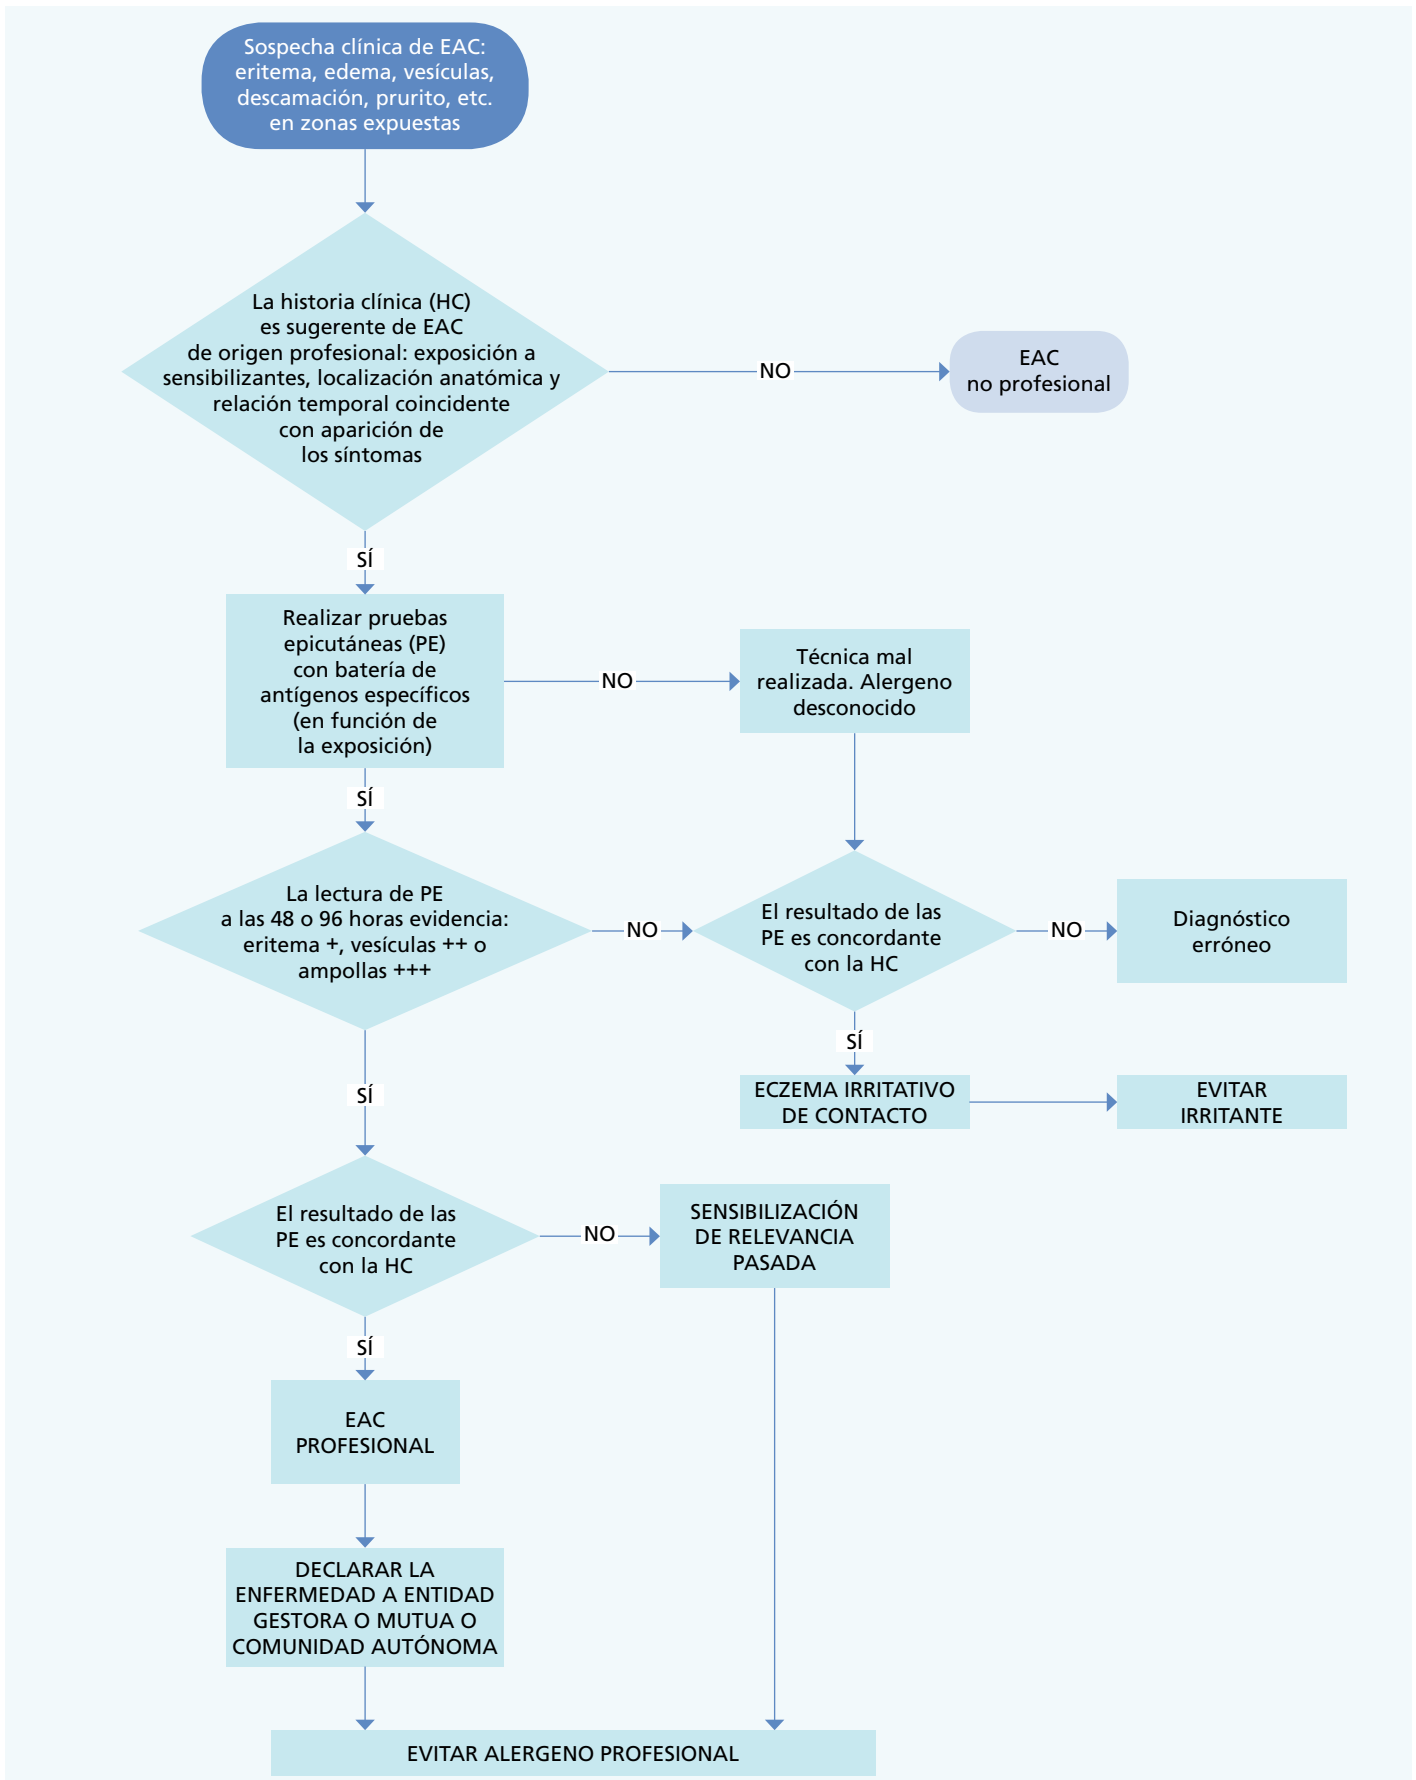 Sospecha clínica de EAC:
eritema, edema, vesículas,
descamación, prurito, etc.
en zonas expuestas
La historia clínica (HC)
es sugerente de EAC
de origen profesional: exposición a
sensibilizantes, localización anatómica y
relación temporal coincidente
con aparición de
los síntomas
NO
EAC
no profesional
SÍ
Realizar pruebas
epicutáneas (PE)
con batería de
antígenos específicos
(en función de
la exposición)
NO
Técnica mal
realizada. Alergeno
desconocido
SÍ
La lectura de PE
a las 48 o 96 horas evidencia:
eritema +, vesículas ++ o
ampollas +++
NO
El resultado de las
PE es concordante
con la HC
NO
Diagnóstico
erróneo
SÍ
ECZEMA IRRITATIVO
DE CONTACTO
EVITAR
IRRITANTE
SÍ
El resultado de las
PE es concordante
con la HC
NO
SENSIBILIZACIÓN
DE RELEVANCIA
PASADA
SÍ
EAC
PROFESIONAL
DECLARAR LA
ENFERMEDAD A ENTIDAD
GESTORA O MUTUA O
COMUNIDAD AUTÓNOMA
EVITAR ALERGENO PROFESIONAL